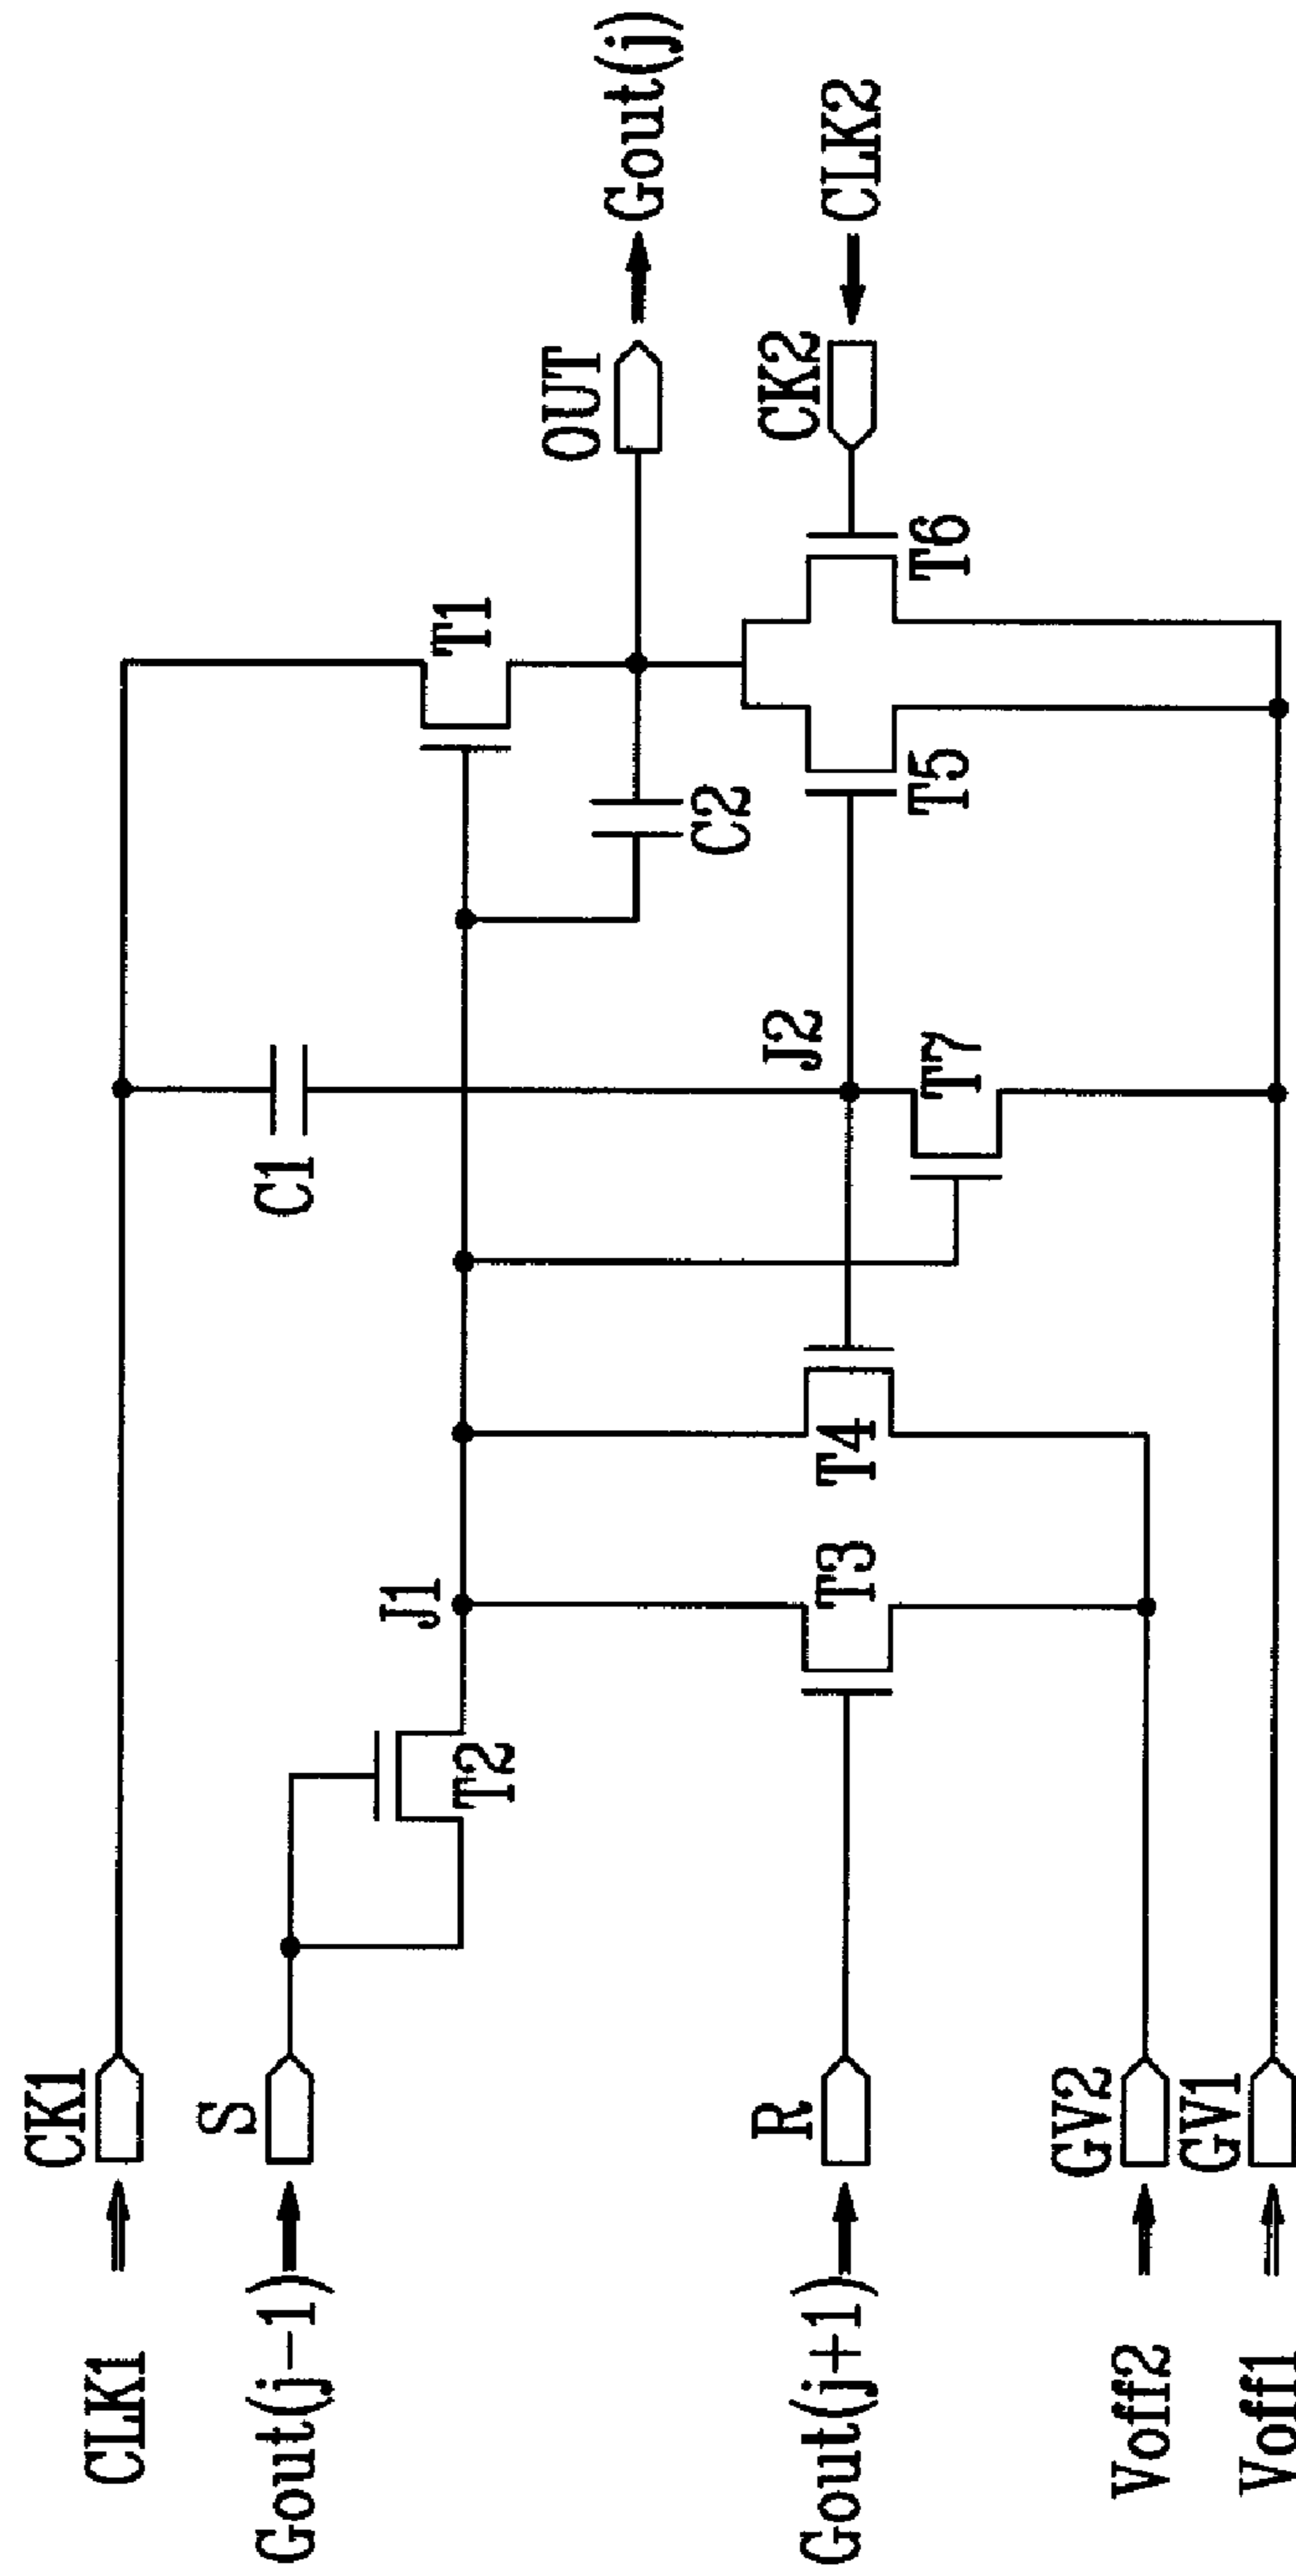 CLK1
CK1
Gout(j-1)
S
T2
J1
C1
T1
OUT
Gout(j)
C2
J2
Gout(j+1)
R
T3
T4
T7
T5
T6
CK2
CLK2
Voff2
GV2
Voff1
GV1